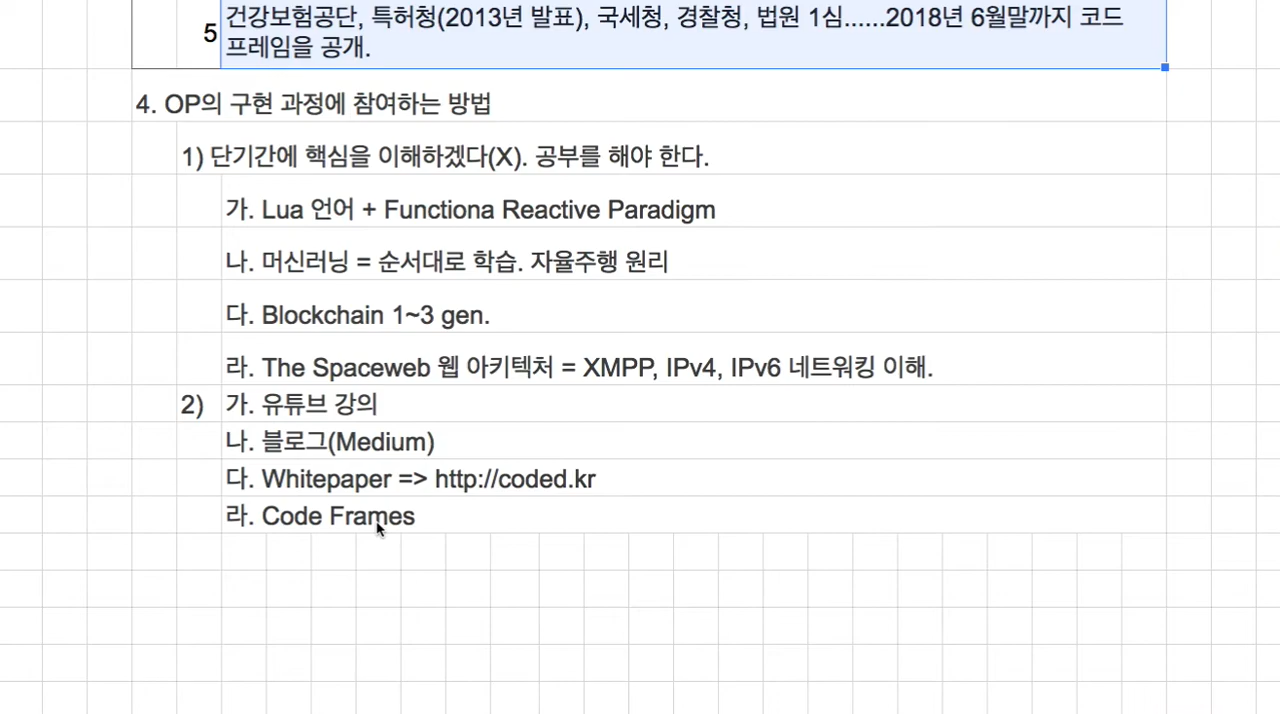 5 건강보험공단, 특허청(2013년 발표), 국세청, 경찰청, 법원 1심......2018년 6월말까지 코드
프레임을 공개.
4. OP의 구현 과정에 참여하는 방법
1) 단기간에 핵심을 이해하겠다(X). 공부를 해야 한다.
가. Lua 언어 + Functiona Reactive Paradigm
나. 머신러닝 = 순서대로 학습. 자율주행 원리
다. Blockchain 1~3 gen.
라. The Spaceweb 웹 아키텍처 = XMPP, IPv4, IPv6 네트워킹 이해.
2) 가. 유튜브 강의
나. 블로그(Medium)
다. Whitepaper => http://coded.kr
라. Code Frames